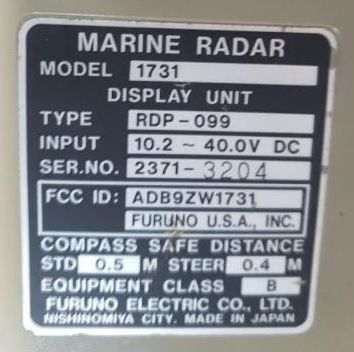 MARINE RADAR
MODEL 1731
DISPLAY UNIT
TYPE RDP-099
INPUT 10.2 ~ 40.0V DC
SER.NO. 2371-3204
FCC ID: ADB9ZW1731
FURUNO U.S.A., INC.
COMPASS SAFE DISTANCE
STD 0.5 M STEER 0.4 M
EQUIPMENT CLASS B
FURUNO ELECTRIC CO., LTD.
NISHINOMIYA CITY. MADE IN JAPAN